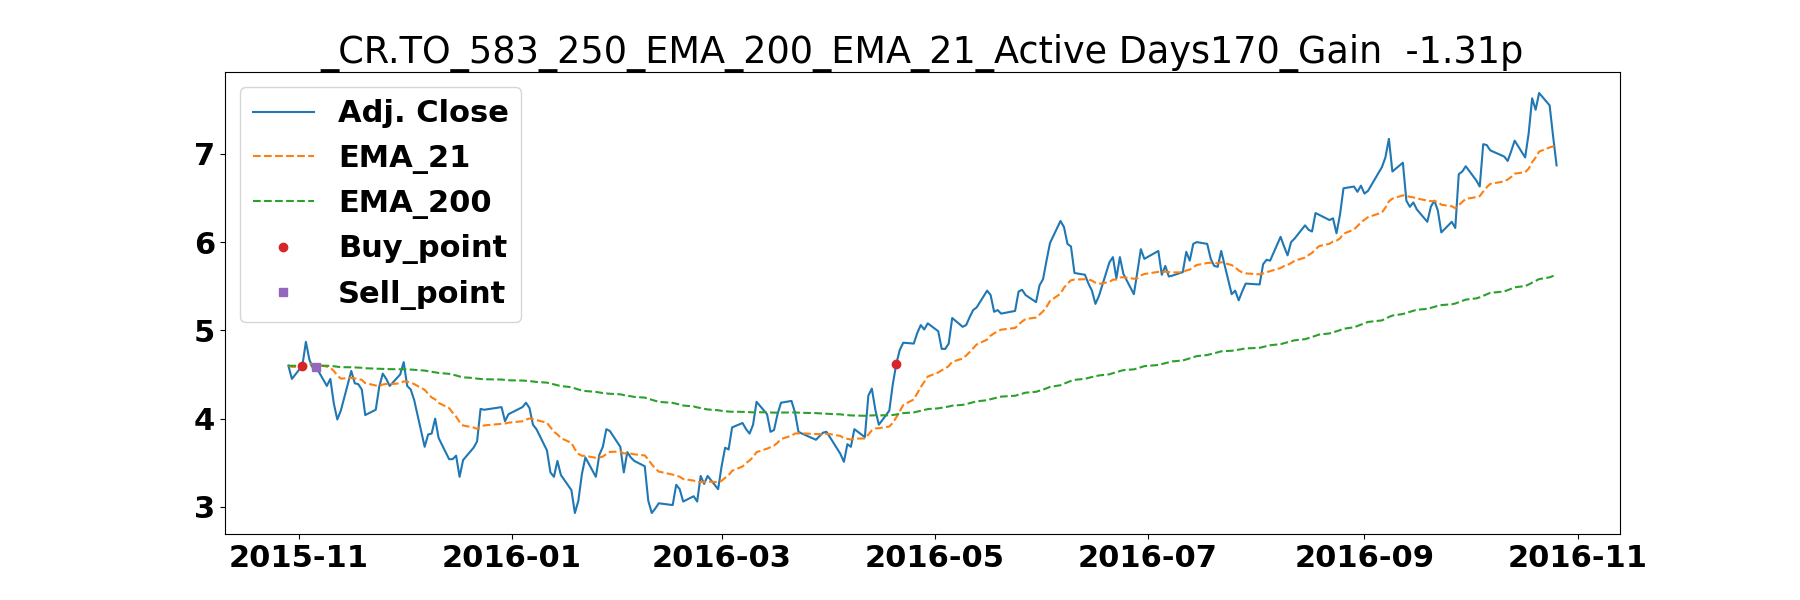 _CR.TO_583_250_EMA_200_EMA_21_Active Days170_Gain  -1.31p
Adj. Close
EMA_21
EMA_200
Buy_point
Sell_point
7
6
5
4
3
2015-11 2016-01 2016-03 2016-05 2016-07 2016-09 2016-11